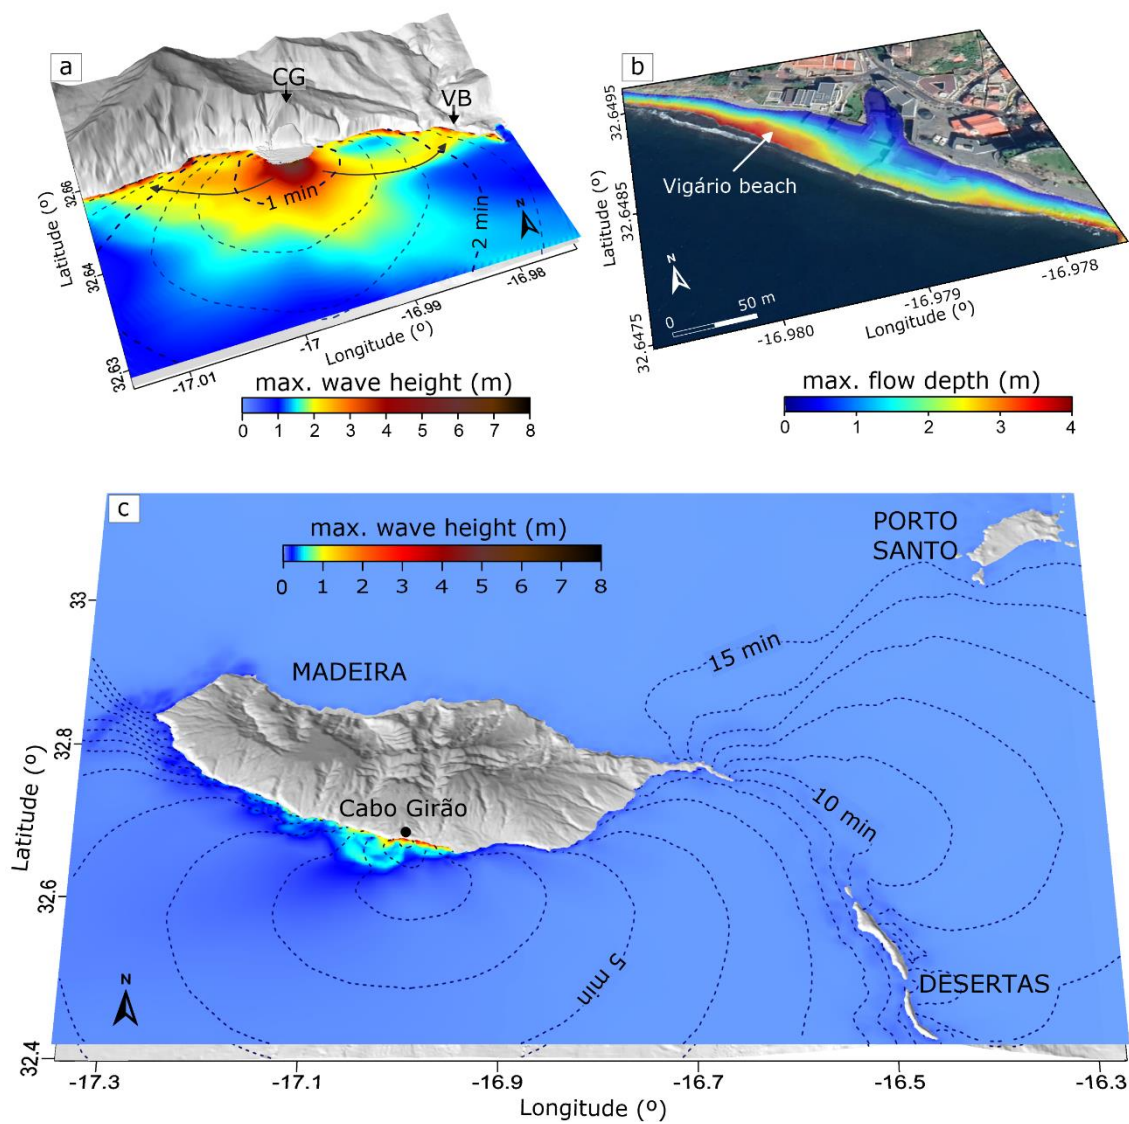 a
CG
VB
1 min
2 min
N
Latitude (º)
32.66
32.64
32.63
-17.01
-17
-16.99
-16.98
Longitude (º)
max. wave height (m)
0 1 2 3 4 5 6 7 8
b
Vigário beach
N
0 50 m
Latitude (º)
32.6495
32.6485
32.6475
-16.980
-16.979
-16.978
Longitude (º)
max. flow depth (m)
0 1 2 3 4
c
max. wave height (m)
0 1 2 3 4 5 6 7 8
PORTO
SANTO
15 min
MADEIRA
10 min
Cabo Girão
5 min
DESERTAS
N
Latitude (º)
33
32.8
32.6
32.4
-17.3 -17.1 -16.9 -16.7 -16.5 -16.3
Longitude (º)